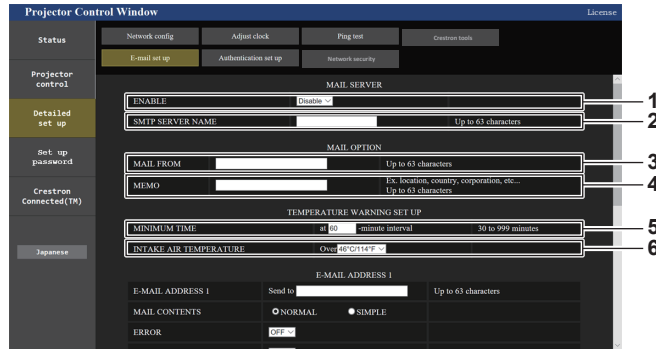 Projector Control Window License
Status Network config Adjust clock Ping test Crestron tools
E-mail set up Authentication set up Network security
Projector
control
MAIL SERVER
ENABLE Disable 1
SMTP SERVER NAME Up to 63 characters 2
Detailed
set up
MAIL OPTION
Set up
password
MAIL FROM Up to 63 characters 3
MEMO Ex. location, country, corporation, etc...
Up to 63 characters 4
Crestron
Connected(TM)
TEMPERATURE WARNING SET UP
MINIMUM TIME at 60 -minute interval 30 to 999 minutes 5
INTAKE AIR TEMPERATURE Over 46°C/114°F 6
Japanese
E-MAIL ADDRESS 1
E-MAIL ADDRESS 1 Send to Up to 63 characters
MAIL CONTENTS NORMAL SIMPLE
ERROR OFF